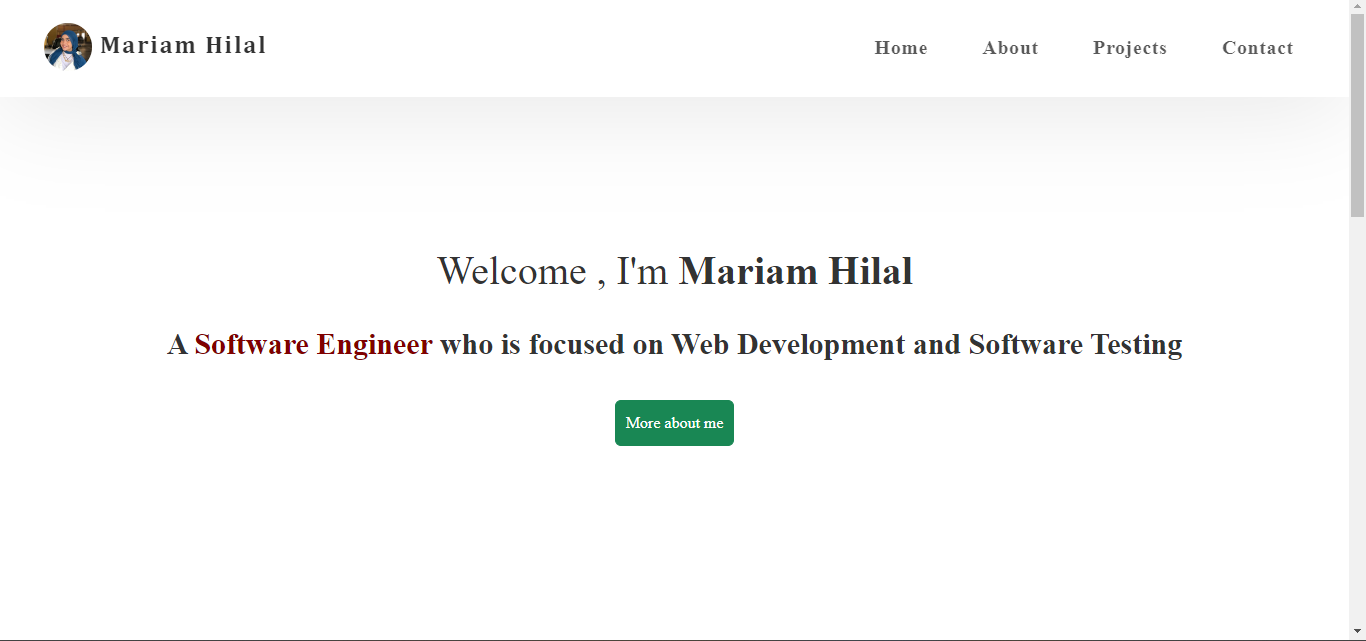 Mariam Hilal
Home
About
Projects
Contact
Welcome , I'm Mariam Hilal
A Software Engineer who is focused on Web Development and Software Testing
More about me